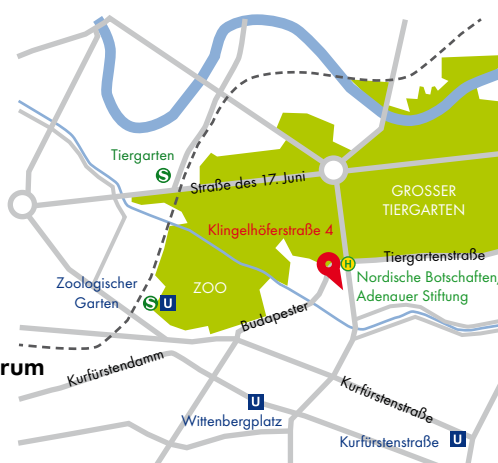 Tiergarten
S
Straße des 17. Juni
GROSSER
TIERGARTEN
Klingelhöferstraße 4
H
Tiergartenstraße
Nordische Botschaften,
Adenauer Stiftung
Zoologischer
Garten
S U
ZOO
Budapester
rum
Kurfürstendamm
Kurfürstenstraße
U
Wittenbergplatz
Kurfürstenstraße
U